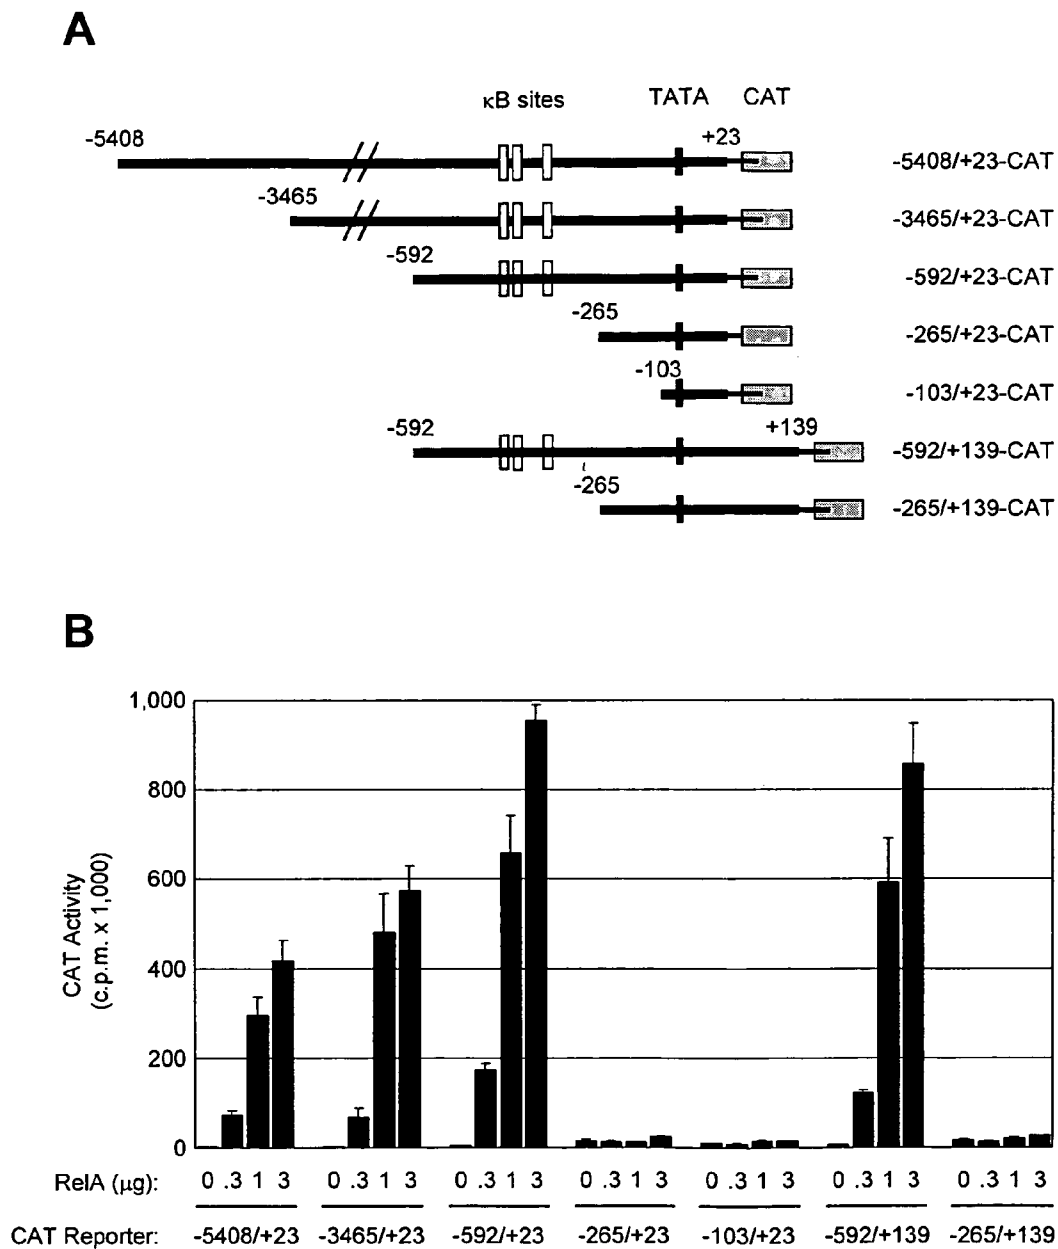 A
κB sites TATA CAT
-5408 +23 -5408/+23-CAT
-3465 -3465/+23-CAT
-592 -592/+23-CAT
-265 -265/+23-CAT
-103 -103/+23-CAT
-592 +139 -592/+139-CAT
-265 -265/+139-CAT
B
1,000
800
600
400
200
0
CAT Activity
(c.p.m. x 1,000)
RelA (μg): 0 .3 1 3 0 .3 1 3 0 .3 1 3 0 .3 1 3 0 .3 1 3 0 .3 1 3 0 .3 1 3
CAT Reporter: -5408/+23 -3465/+23 -592/+23 -265/+23 -103/+23 -592/+139 -265/+139